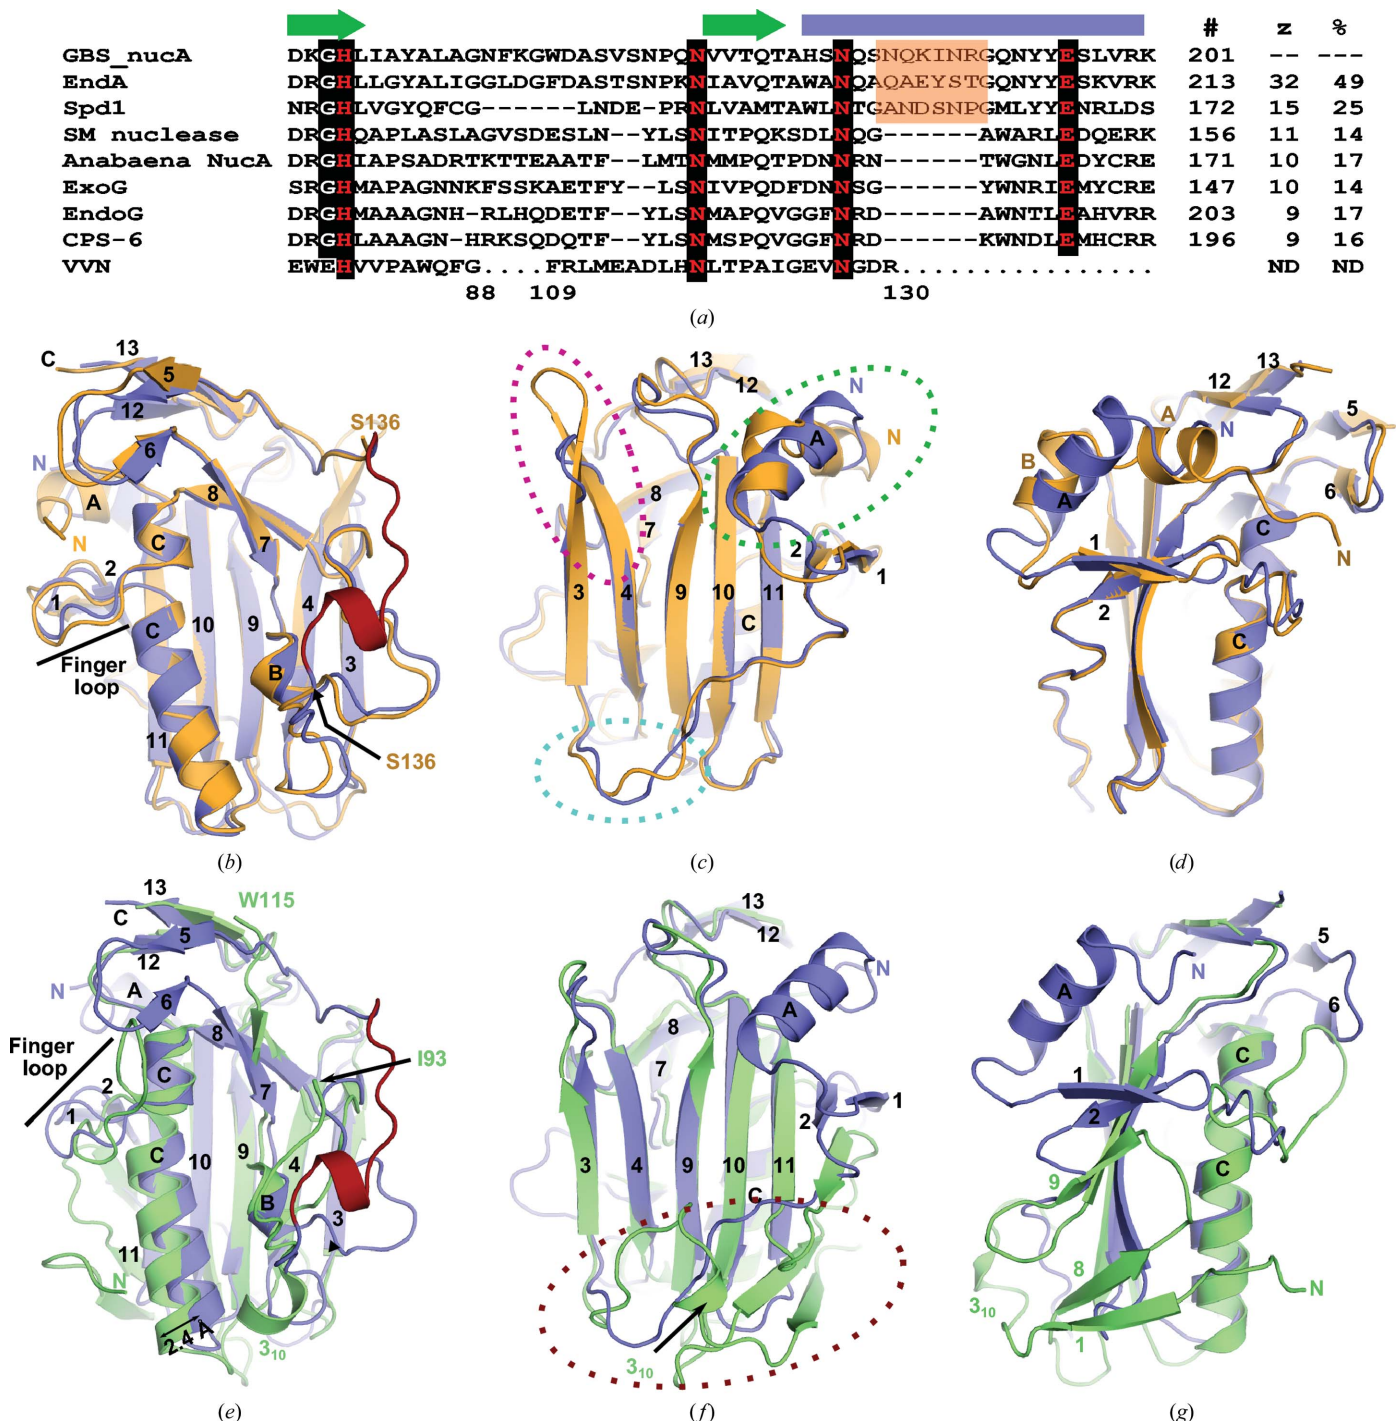 # z %
GBS_nucA DKGHLIAYALAGNFKGWDASVSNPQNVVTQTAHSNQSNQKINRGQNYYESLVRK 201 -- ---
EndA DRGHLLGYALIGGLDGFDASTSNPKNIAVQTAWANQAQAEYSTGQNYYESKVRK 213 32 49
Spd1 NRGHLVGYQFCG------LNDE-PRNLVAMTAWLNTGANDSNPGMLYYENRLDS 172 15 25
SM nuclease DRGHQAPLASLAGVSDESLN--YLSNITPQKSDLNQG------AWARLEDQERK 156 11 14
Anabaena NucA DRGHIAPSADRTKTTEAATF--LMTNMMPQTPDNNRN------TWGNLEDYCRE 171 10 17
ExoG SRGHMAPAGNNKFSSKAETFY--LSNIVPQDFDNNSG------YWNRIEMYCRE 147 10 14
EndoG DRGHMAAAGNH-RLHQDETF--YLSNMAPQVGGFNRD------AWNTLEAHVRR 203 9 17
CPS-6 DRGHLAAAGN-HRKSQDQTF--YLSNMSPQVGGFNRD------KWNDLEMHCRR 196 9 16
VVN EWEHVVPAWQFG....FRLMEADLHNLTPAIGEVNGDR................ ND ND
88 109 130
(a)
C 13 5 12 6 N A N 8 C 7 2 1 C 10 9 4 3 B 11 S136 S136
Finger
loop
(b)
13 12 N A N 8 7 2 1 3 4 9 10 11 C
(c)
13 12 A N 5 B A 6 C N 1 2 C
(d)
13 W115 C 5 12 N A 6 8 C 7 I93 2 1 C 10 9 4 B 3 11 N 2.4 Å 3₁₀
Finger
loop
(e)
13 12 N A 8 7 1 2 3 4 9 10 11 C 3₁₀
(f)
5 N A 6 C 1 2 C 9 8 3₁₀ N 1
(g)